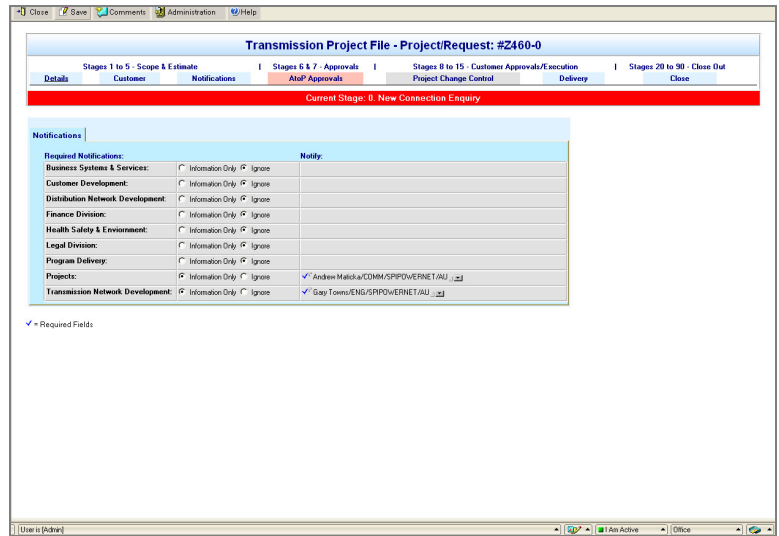 Close Save Comments Administration Help
Transmission Project File - Project/Request: #Z460-0
Stages 1 to 5 - Scope & Estimate | Stages 6 & 7 - Approvals | Stages 8 to 15 - Customer Approvals/Execution | Stages 20 to 90 - Close Out
Details Customer Notifications AtoP Approvals Project Change Control Delivery Close
Current Stage: 0. New Connection Enquiry
Notifications
Required Notifications: Notify:
Business Systems & Services: Information Only Ignore
Customer Development: Information Only Ignore
Distribution Network Development: Information Only Ignore
Finance Division: Information Only Ignore
Health Safety & Enviornment: Information Only Ignore
Legal Division: Information Only Ignore
Program Delivery: Information Only Ignore
Projects: Information Only Ignore Andrew Maticka/COMM/SPIPOWERNET/AU
Transmission Network Development: Information Only Ignore Gary Towns/ENG/SPIPOWERNET/AU
= Required Fields
User is [Admin] I Am Active Office